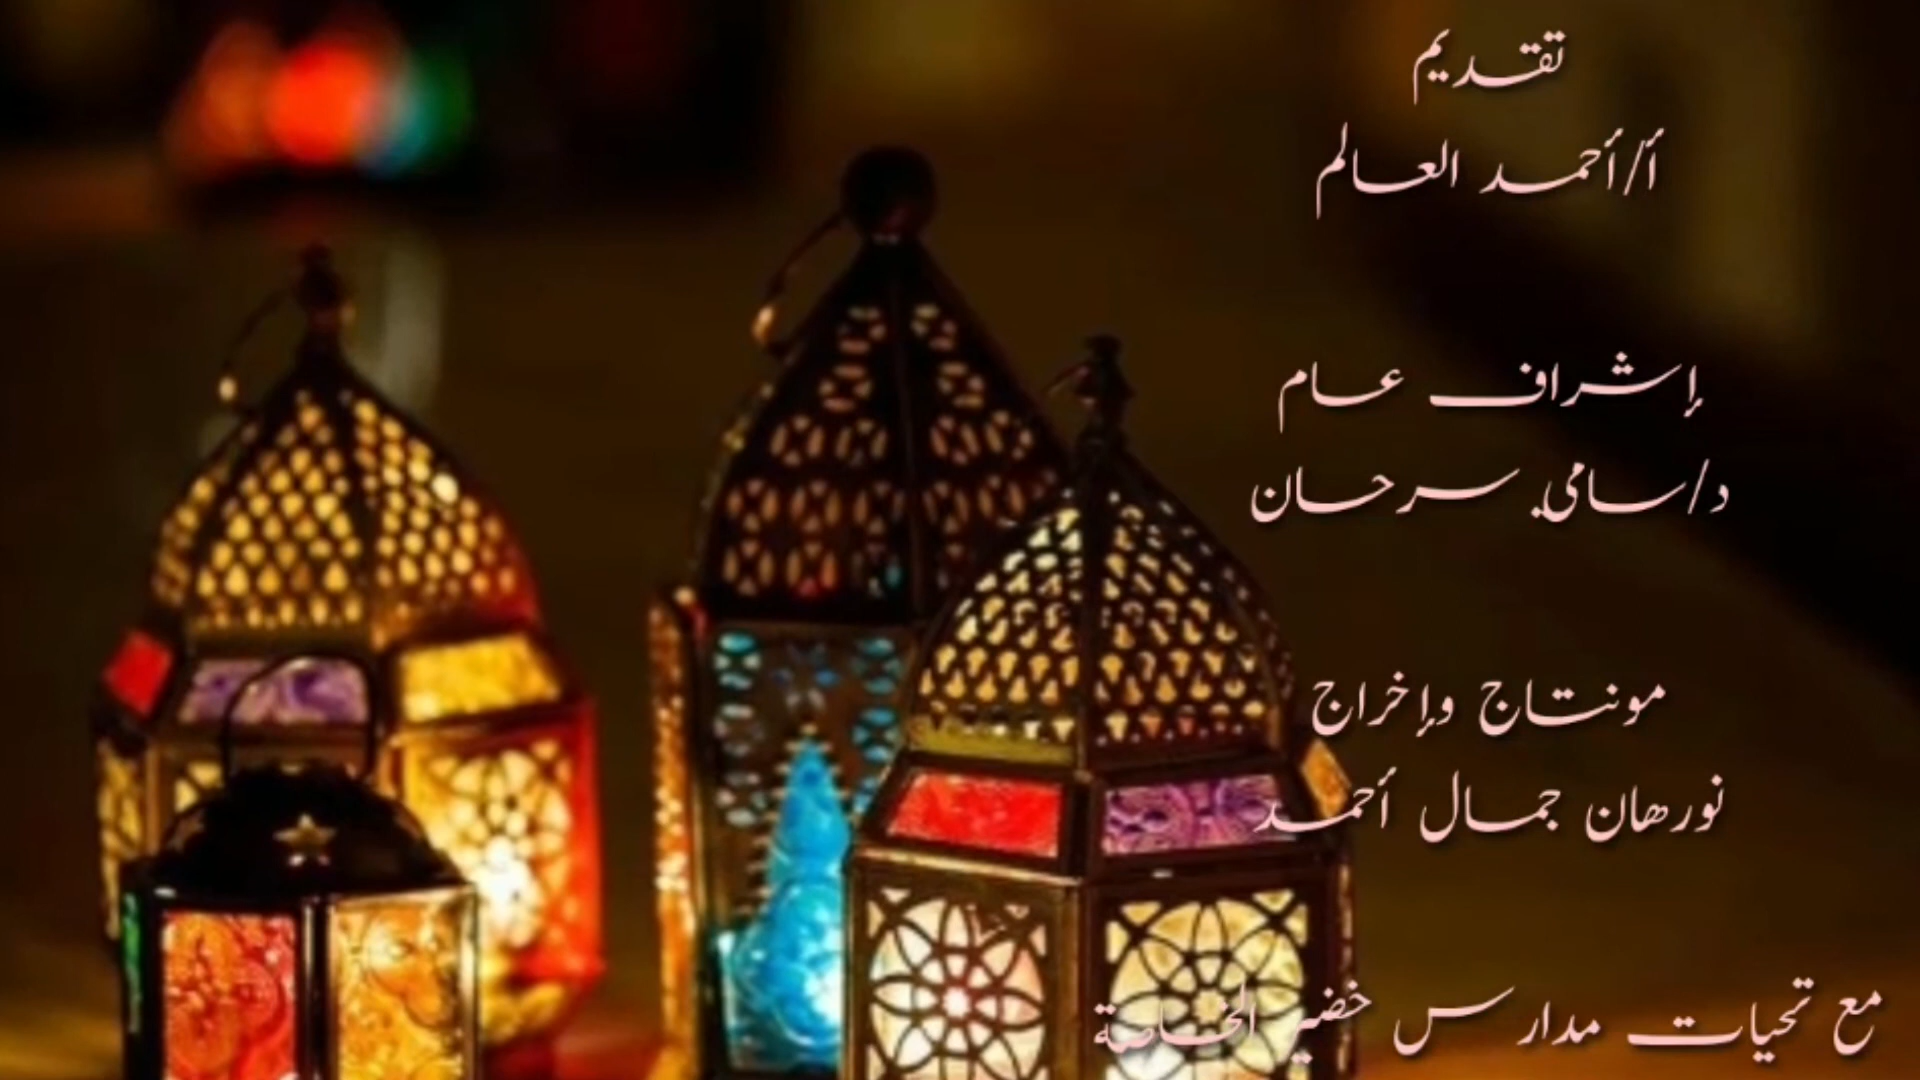 تقديم
أ/أحمد العالم
إشراف عام
د/سامي سرحان
مونتاج وإخراج
نورهان جمال أحمد
مع تحيات مدارس خضير الخاصة